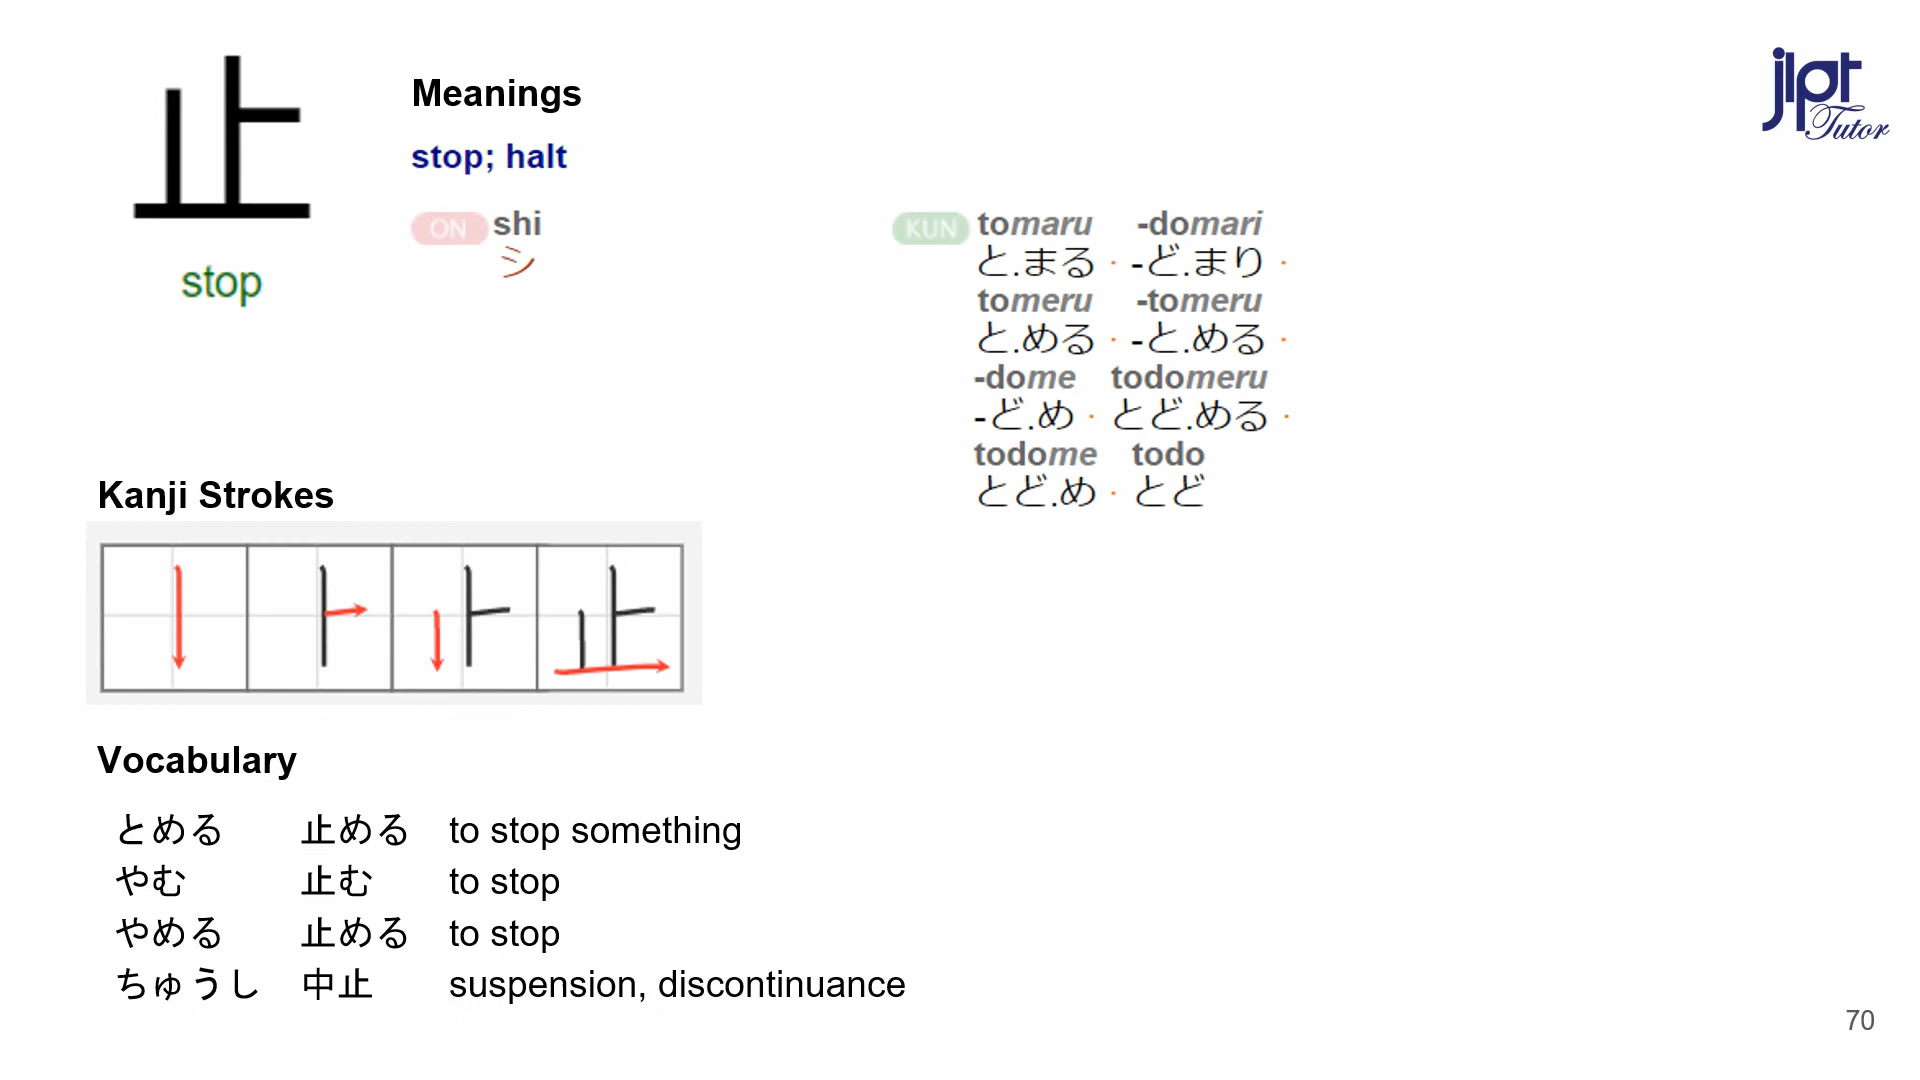 止
stop
Meanings
stop; halt
ON shi
シ
KUN tomaru -domari
と.まる · -ど.まり ·
tomeru -tomeru
と.める · -と.める ·
-dome todomeru
-ど.め · とど.める ·
todome todo
とど.め · とど
jlpt
Tutor
Kanji Strokes
止
Vocabulary
とめる 止める to stop something
やむ 止む to stop
やめる 止める to stop
ちゅうし 中止 suspension, discontinuance
70